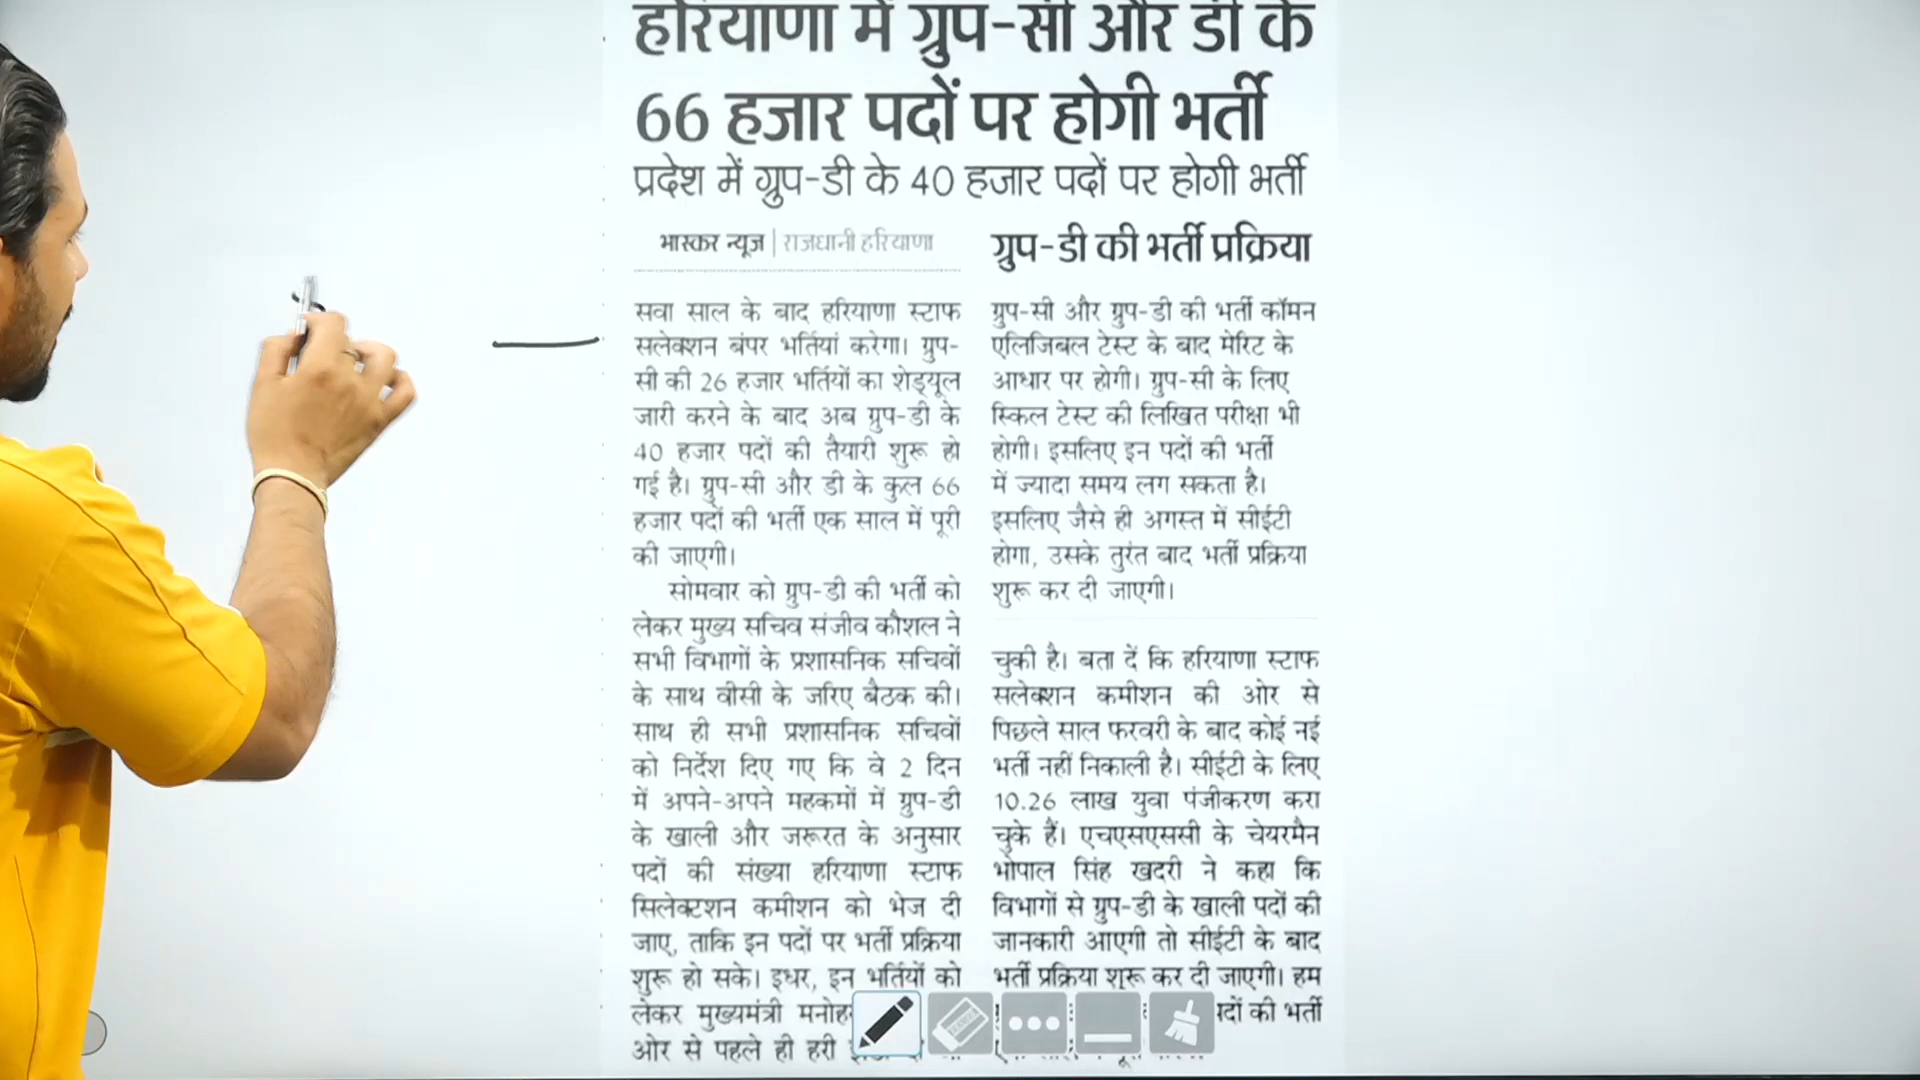 हरियाणा में ग्रुप-सी और डी के
66 हजार पदों पर होगी भर्ती
प्रदेश में ग्रुप-डी के 40 हजार पदों पर होगी भर्ती
भास्कर न्यूज | राजधानी हरियाणा
सवा साल के बाद हरियाणा स्टाफ
सलेक्शन बंपर भर्तियां करेगा। ग्रुप-
सी की 26 हजार भर्तियों का शेड्यूल
जारी करने के बाद अब ग्रुप-डी के
40 हजार पदों की तैयारी शुरू हो
गई है। ग्रुप-सी और डी के कुल 66
हजार पदों की भर्ती एक साल में पूरी
की जाएगी।
सोमवार को ग्रुप-डी की भर्ती को
लेकर मुख्य सचिव संजीव कौशल ने
सभी विभागों के प्रशासनिक सचिवों
के साथ वीसी के जरिए बैठक की।
साथ ही सभी प्रशासनिक सचिवों
को निर्देश दिए गए कि वे 2 दिन
में अपने-अपने महकमों में ग्रुप-डी
के खाली और जरूरत के अनुसार
पदों की संख्या हरियाणा स्टाफ
सिलेक्टशन कमीशन को भेज दी
जाए, ताकि इन पदों पर भर्ती प्रक्रिया
शुरू हो सके। इधर, इन भर्तियों को
लेकर मुख्यमंत्री
ओर से पहले ही हरी
ग्रुप-डी की भर्ती प्रक्रिया
ग्रुप-सी और ग्रुप-डी की भर्ती कॉमन
एलिजिबल टेस्ट के बाद मेरिट के
आधार पर होगी। ग्रुप-सी के लिए
स्किल टेस्ट की लिखित परीक्षा भी
होगी। इसलिए इन पदों की भर्ती
में ज्यादा समय लग सकता है।
इसलिए जैसे ही अगस्त में सीईटी
होगा, उसके तुरंत बाद भर्ती प्रक्रिया
शुरू कर दी जाएगी।
चुकी है। बता दें कि हरियाणा स्टाफ
सलेक्शन कमीशन की ओर से
पिछले साल फरवरी के बाद कोई नई
भर्ती नहीं निकाली है। सीईटी के लिए
10.26 लाख युवा पंजीकरण करा
चुके हैं। एचएसएससी के चेयरमैन
भोपाल सिंह खदरी ने कहा कि
विभागों से ग्रुप-डी के खाली पदों की
जानकारी आएगी तो सीईटी के बाद
भर्ती प्रक्रिया शुरू कर दी जाएगी। हम
पदों की भर्ती